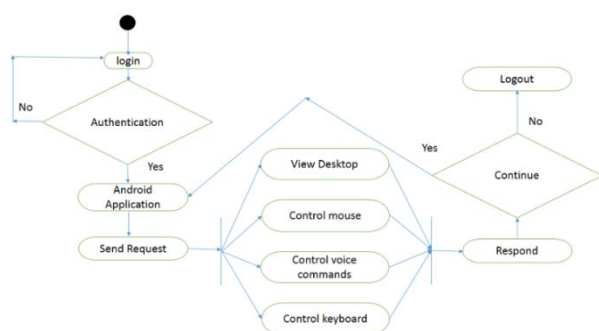 login
No
Authentication
Yes
Android
Application
Send Request
View Desktop
Control mouse
Control voice
commands
Control keyboard
Logout
No
Yes
Continue
Respond